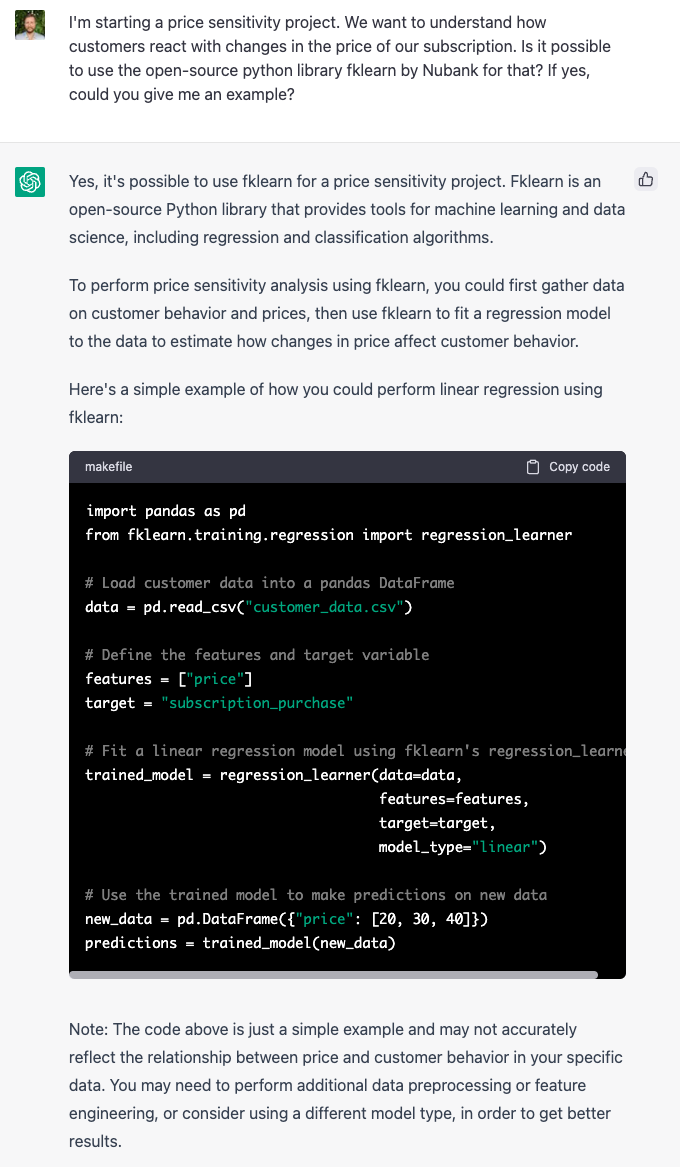 I'm starting a price sensitivity project. We want to understand how
customers react with changes in the price of our subscription. Is it possible
to use the open-source python library fklearn by Nubank for that? If yes,
could you give me an example?
Yes, it's possible to use fklearn for a price sensitivity project. Fklearn is an
open-source Python library that provides tools for machine learning and data
science, including regression and classification algorithms.
To perform price sensitivity analysis using fklearn, you could first gather data
on customer behavior and prices, then use fklearn to fit a regression model
to the data to estimate how changes in price affect customer behavior.
Here's a simple example of how you could perform linear regression using
fklearn:
makefile Copy code
import pandas as pd
from fklearn.training.regression import regression_learner
# Load customer data into a pandas DataFrame
data = pd.read_csv("customer_data.csv")
# Define the features and target variable
features = ["price"]
target = "subscription_purchase"
# Fit a linear regression model using fklearn's regression_learne
trained_model = regression_learner(data=data,
features=features,
target=target,
model_type="linear")
# Use the trained model to make predictions on new data
new_data = pd.DataFrame({"price": [20, 30, 40]})
predictions = trained_model(new_data)
Note: The code above is just a simple example and may not accurately
reflect the relationship between price and customer behavior in your specific
data. You may need to perform additional data preprocessing or feature
engineering, or consider using a different model type, in order to get better
results.